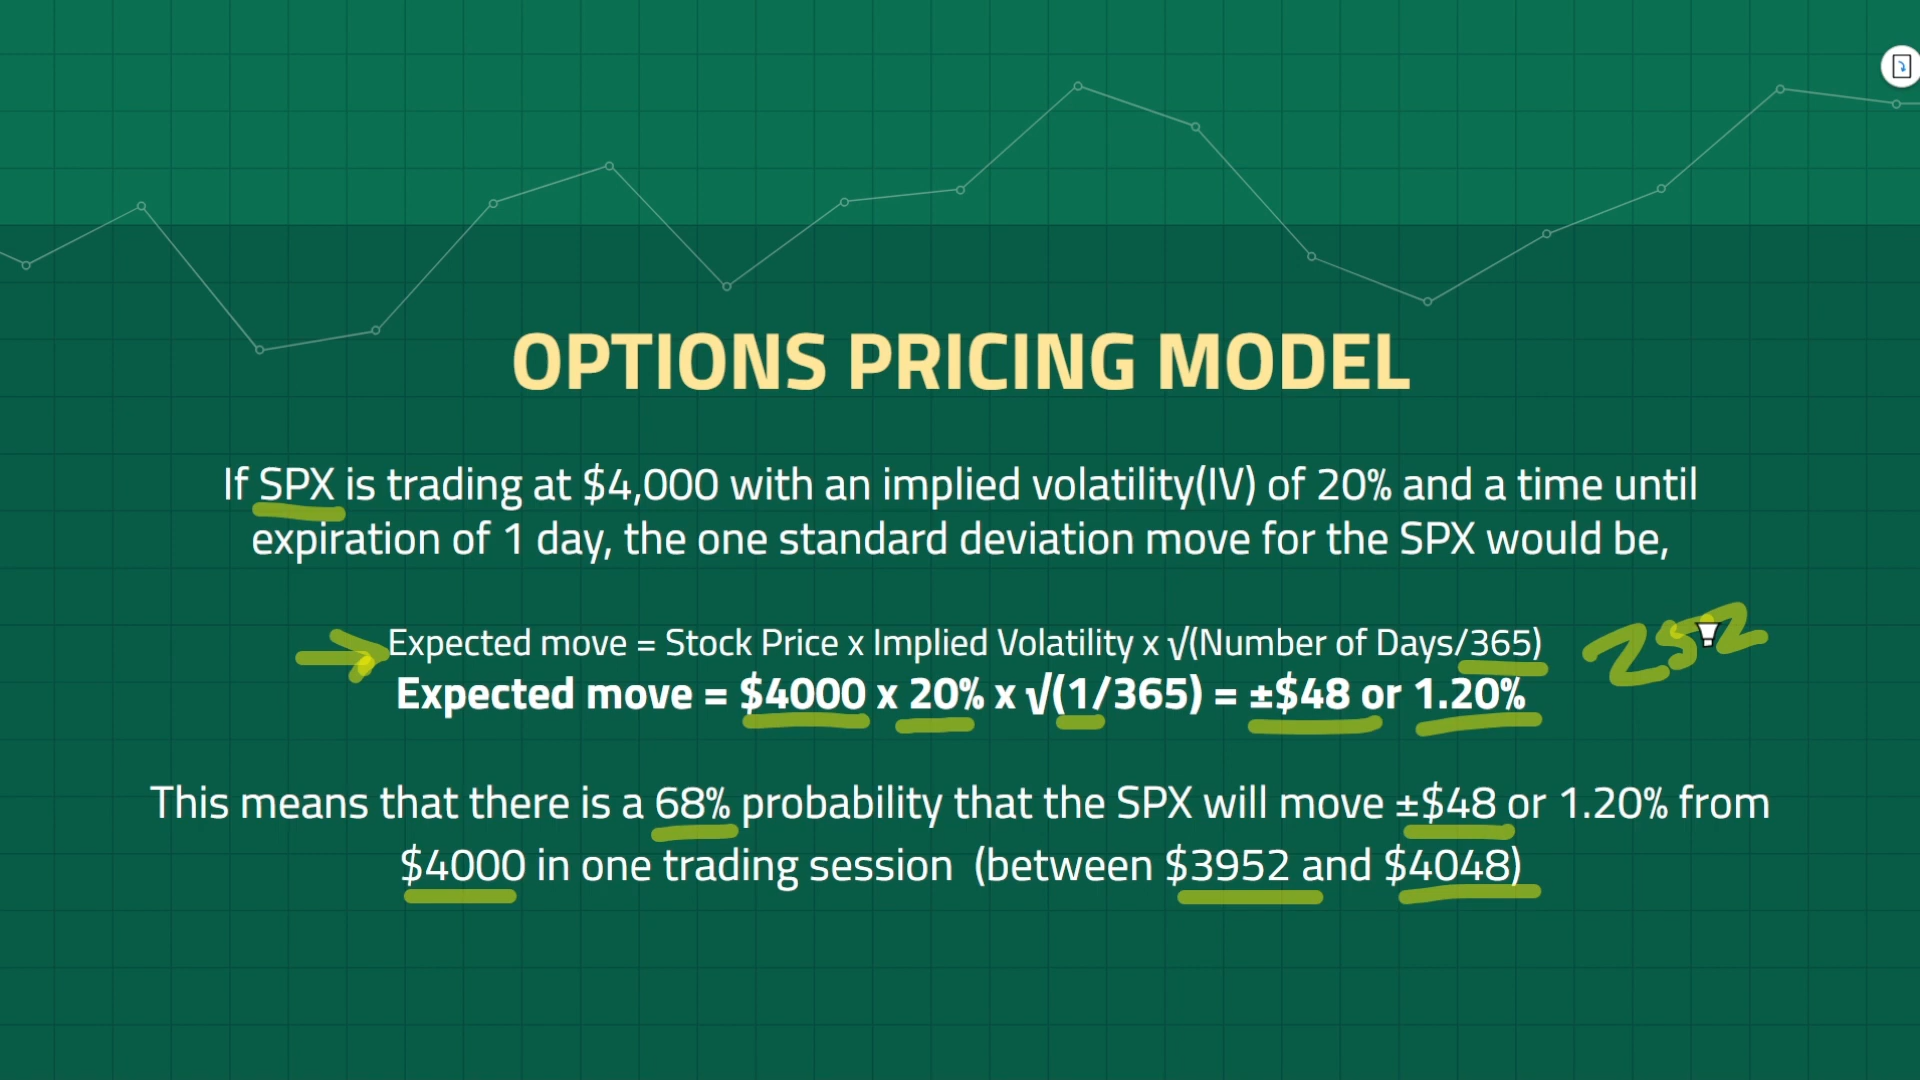 OPTIONS PRICING MODEL
If SPX is trading at $4,000 with an implied volatility(IV) of 20% and a time until
expiration of 1 day, the one standard deviation move for the SPX would be,
Expected move = Stock Price x Implied Volatility x √(Number of Days/365)
252
Expected move = $4000 x 20% x √(1/365) = ±$48 or 1.20%
This means that there is a 68% probability that the SPX will move ±$48 or 1.20% from
$4000 in one trading session (between $3952 and $4048)